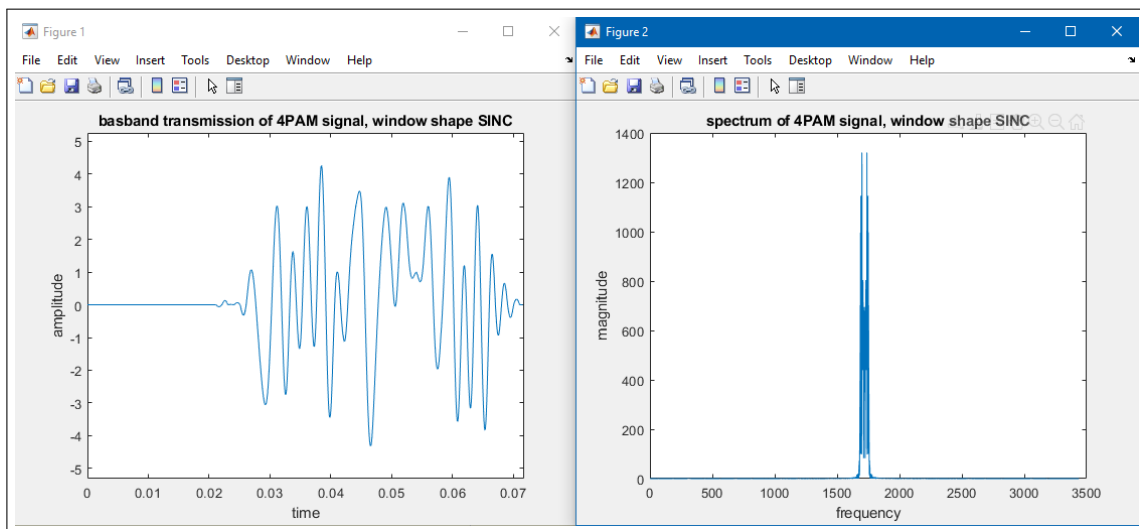 Figure 1
File Edit View Insert Tools Desktop Window Help
basband transmission of 4PAM signal, window shape SINC
5
4
3
2
1
0
-1
-2
-3
-4
-5
amplitude
0 0.01 0.02 0.03 0.04 0.05 0.06 0.07
time
Figure 2
File Edit View Insert Tools Desktop Window Help
spectrum of 4PAM signal, window shape SINC
1400
1200
1000
800
600
400
200
0
magnitude
0 500 1000 1500 2000 2500 3000 3500
frequency